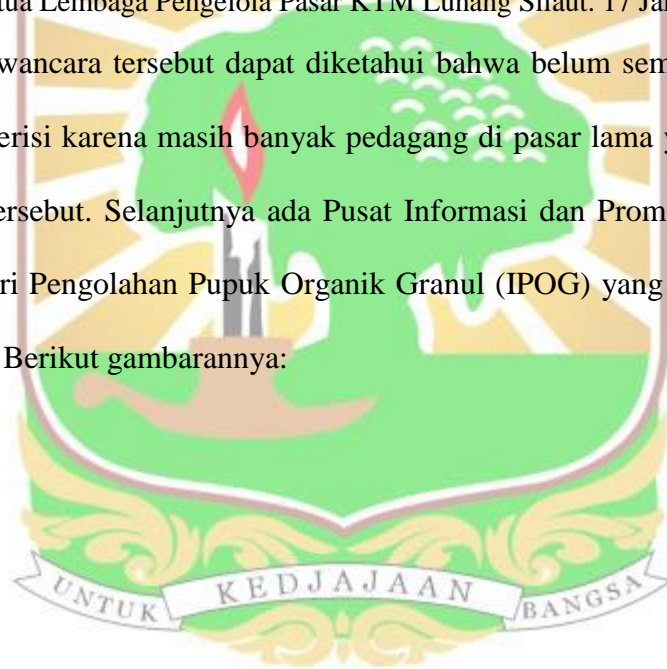 tua Lembaga Pengelola Pasar KTM Lunang Silaut. 17 Jan
wancara tersebut dapat diketahui bahwa belum sem
erisi karena masih banyak pedagang di pasar lama y
ersebut. Selanjutnya ada Pusat Informasi dan Prom
ri Pengolahan Pupuk Organik Granul (IPOG) yang
Berikut gambarannya:
UNTUK KEDJAJAAN BANGSA